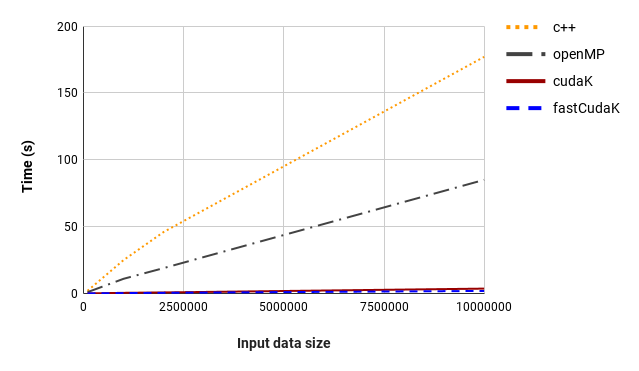 200
150
100
50
0
Time (s)
0
2500000
5000000
7500000
10000000
Input data size
c++
openMP
cudaK
fastCudaK